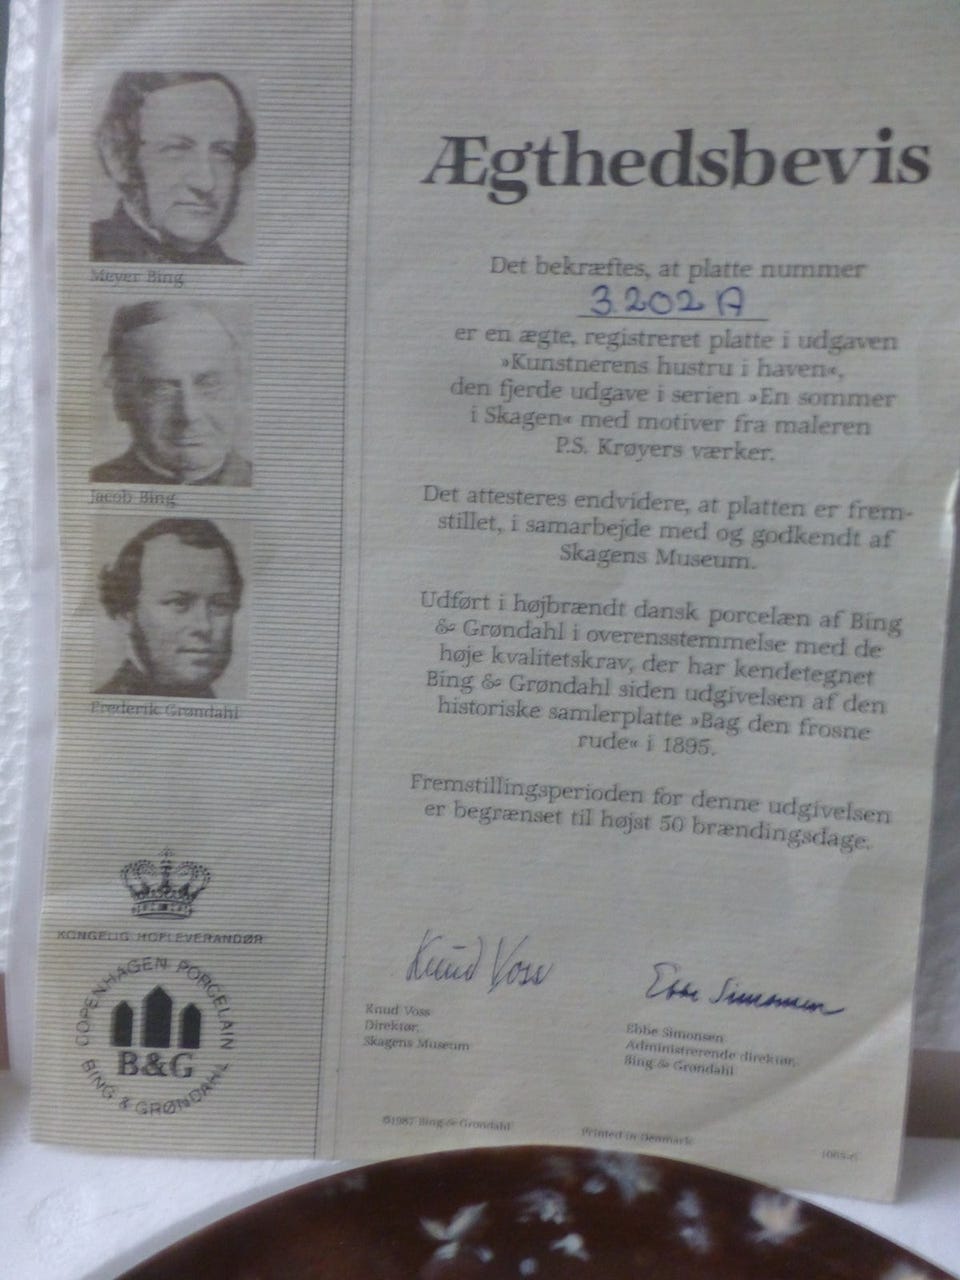 Meyer Bing
Jacob Bing
Frederik Grøndahl
KONGELIG HOFLEVERANDØR
COPENHAGEN PORCELAIN
B&G
BING & GRØNDAHL
Ægthedsbevis
Det bekræftes, at platte nummer
3.202 A
er en ægte, registreret platte i udgaven
»Kunstnerens hustru i haven«,
den fjerde udgave i serien »En sommer
i Skagen« med motiver fra maleren
P.S. Krøyers værker.
Det attesteres endvidere, at platten er frem-
stillet, i samarbejde med og godkendt af
Skagens Museum.
Udført i højbrændt dansk porcelæn af Bing
& Grøndahl i overensstemmelse med de
høje kvalitetskrav, der har kendetegnet
Bing & Grøndahl siden udgivelsen af den
historiske samlerplatte »Bag den frosne
rude« i 1895.
Fremstillingsperioden for denne udgivelsen
er begrænset til højst 50 brændingsdage.
Knud Voss
Knud Voss
Direktør,
Skagens Museum
Ebbe Simonsen
Ebbe Simonsen
Administrerende direktør,
Bing & Grøndahl
©1987 Bing & Grøndahl
Printed in Denmark